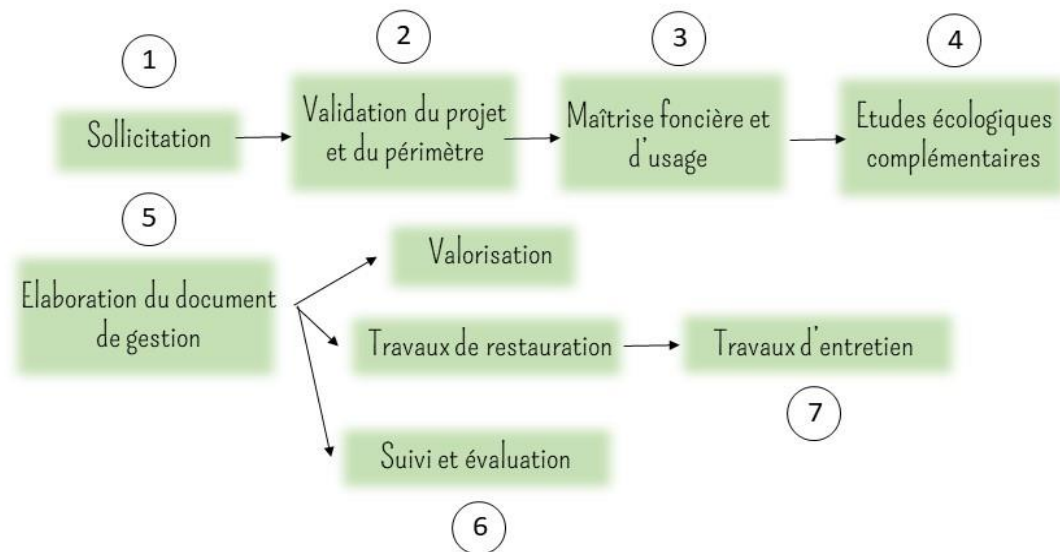 1
2
3
4
Sollicitation
Validation du projet
et du périmètre
Maîtrise foncière et
d'usage
Etudes écologiques
complémentaires
5
Elaboration du document
de gestion
Valorisation
Travaux de restauration
Travaux d'entretien
7
Suivi et évaluation
6